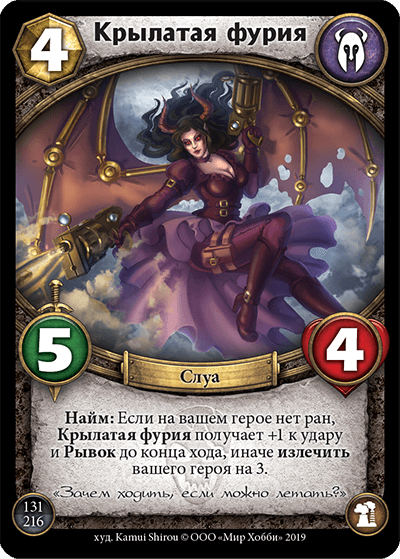 4
Крылатая фурия
5
4
Слуа
Найм: Если на вашем герое нет ран,
Крылатая фурия получает +1 к удару
и Рывок до конца хода, иначе излечить
вашего героя на 3.
«Зачем ходить, если можно летать?»
131
216
худ. Kamui Shirou © ООО «Мир Хобби» 2019